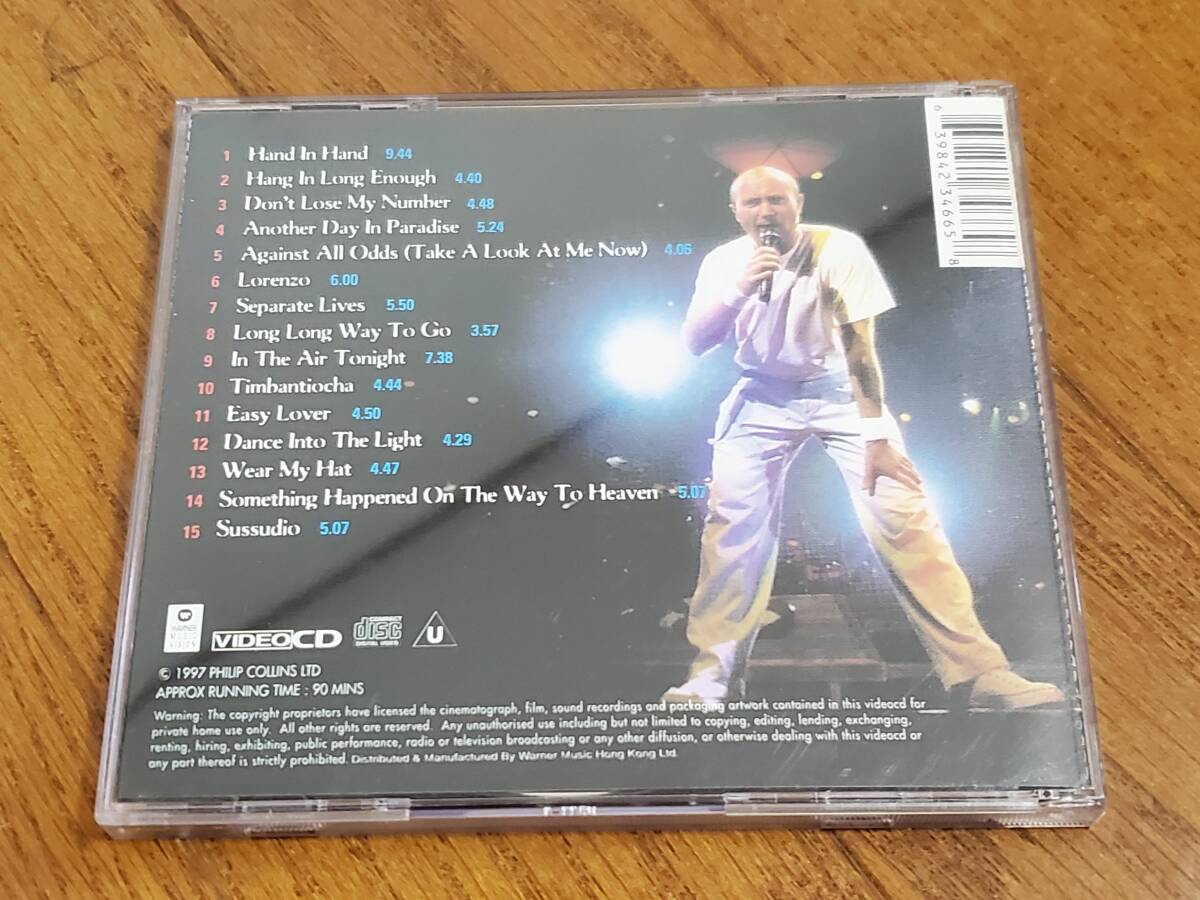 1 Hand In Hand 9.44
2 Hang In Long Enough 4.40
3 Don't Lose My Number 4.48
4 Another Day In Paradise 5.24
5 Against All Odds (Take A Look At Me Now) 4.06
6 Lorenzo 6.00
7 Separate Lives 5.50
8 Long Long Way To Go 3.57
9 In The Air Tonight 7.38
10 Timbantiocha 4.44
11 Easy Lover 4.50
12 Dance Into The Light 4.29
13 Wear My Hat 4.47
14 Something Happened On The Way To Heaven 5.07
15 Sussudio 5.07
6 39842 34665 8
WARNER
MUSIC
VISION
VIDEO CD
COMPACT
disc
DIGITAL VIDEO
U
© 1997 PHILIP COLLINS LTD
APPROX RUNNING TIME : 90 MINS
Warning: The copyright proprietors have licensed the cinematograph, film, sound recordings and packaging artwork contained in this videocd for
private home use only. All other rights are reserved. Any unauthorised use including but not limited to copying, editing, lending, exchanging,
renting, hiring, exhibiting, public performance, radio or television broadcasting or any other diffusion, or otherwise dealing with this videocd or
any part thereof is strictly prohibited. Distributed & Manufactured By Warner Music Hong Kong Ltd.